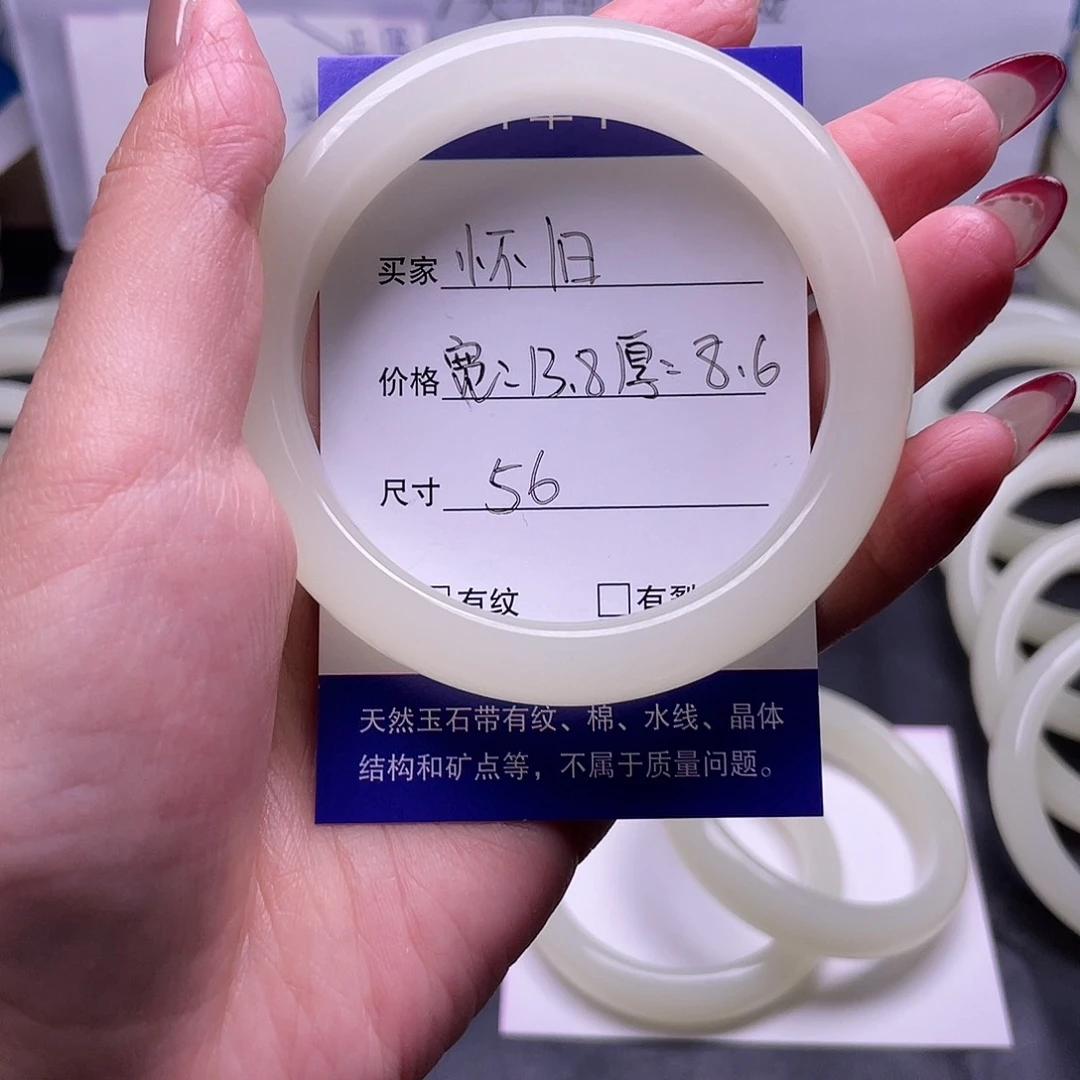 买家 怀旧
价格 宽=13.8厚=8.6
尺寸 56
有纹 □有裂
天然玉石带有纹、棉、水线、晶体
结构和矿点等，不属于质量问题。